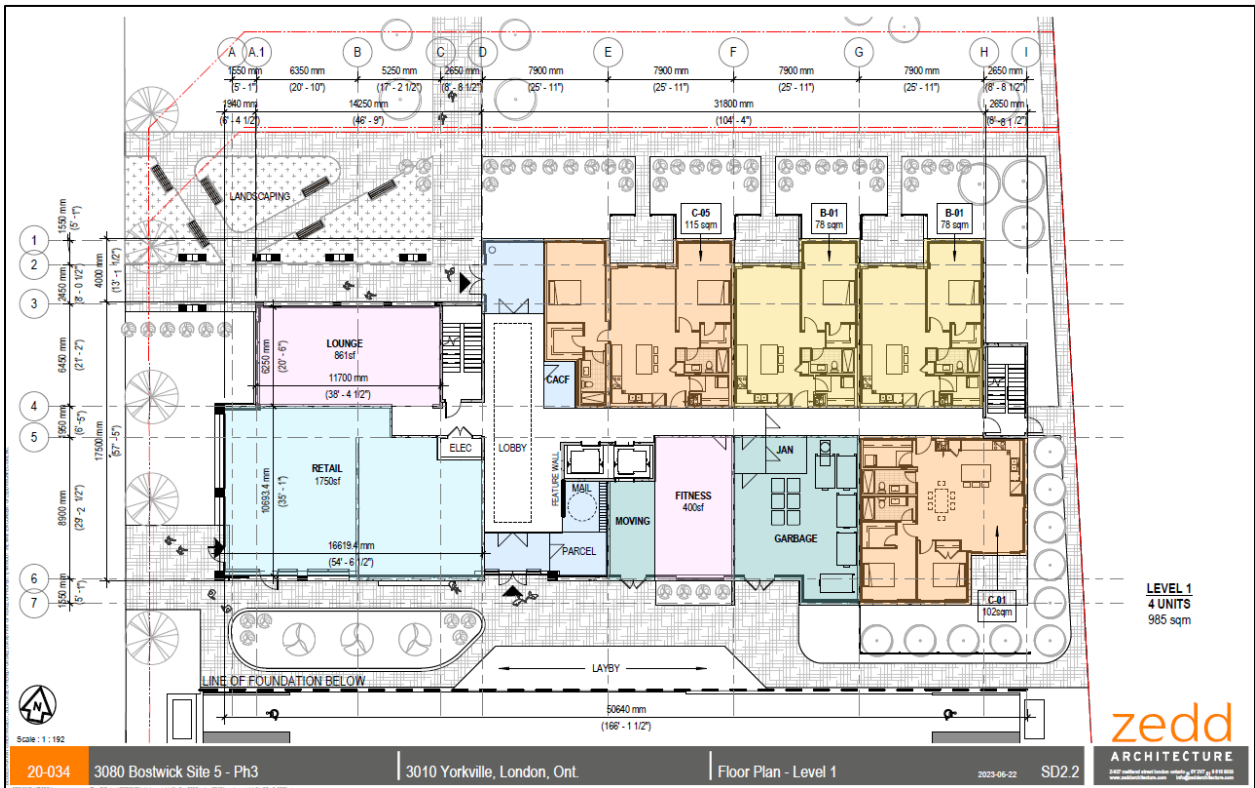 A A.1 B C D E F G H I
1550 mm 6350 mm 5250 mm 2650 mm 7900 mm 7900 mm 7900 mm 7900 mm 2650 mm
(5' - 1") (20' - 10") (17' - 2 1/2") (8' - 8 1/2") (25' - 11") (25' - 11") (25' - 11") (25' - 11") (8' - 8 1/2")
1940 mm 14250 mm 31800 mm 2650 mm
(6' - 4 1/2") (46' - 9") (104' - 4") (8' - 8 1/2")
LANDSCAPING
C-05
115 sqm
B-01
78 sqm
B-01
78 sqm
1
2
3
4
5
6
7
1550 mm
(5' - 1")
2450 mm
(8' - 0 1/2")
4000 mm
(13' - 1 1/2")
6450 mm
(21' - 2")
1950 mm
(6' - 5")
17500 mm
(57' - 5")
8900 mm
(29' - 2 1/2")
1550 mm
(5' - 1")
LOUNGE
861sf
6250 mm
(20' - 6")
11700 mm
(38' - 4 1/2")
CACF
ELEC
LOBBY
FEATURE WALL
MAIL
PARCEL
RETAIL
1750sf
10693.4 mm
(35' - 1")
16619.4 mm
(54' - 6 1/2")
MOVING
FITNESS
400sf
JAN
GARBAGE
C-01
102sqm
LEVEL 1
4 UNITS
985 sqm
LAYBY
LINE OF FOUNDATION BELOW
50640 mm
(166' - 1 1/2")
N
Scale : 1 : 192
zedd
ARCHITECTURE
20-034 3080 Bostwick Site 5 - Ph3 3010 Yorkville, London, Ont. Floor Plan - Level 1 2023-06-22 SD2.2